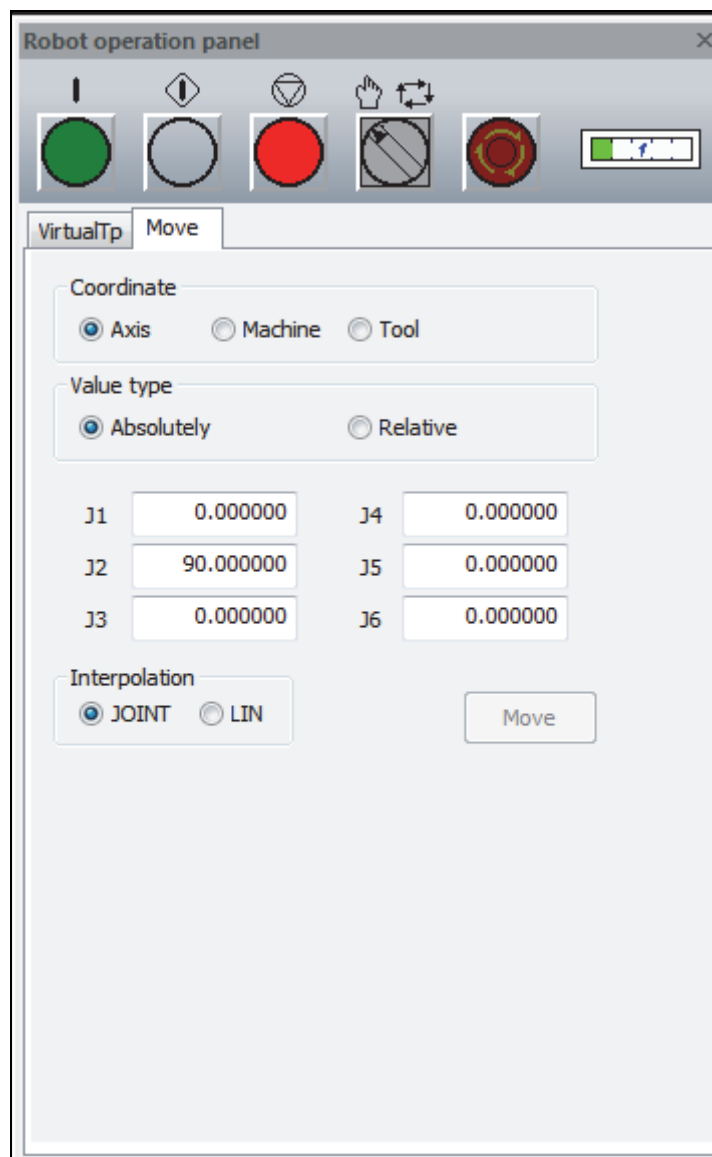 Robot operation panel
VirtualTp Move
Coordinate
Axis Machine Tool
Value type
Absolutely Relative
J1 0.000000 J4 0.000000
J2 90.000000 J5 0.000000
J3 0.000000 J6 0.000000
Interpolation
JOINT LIN Move